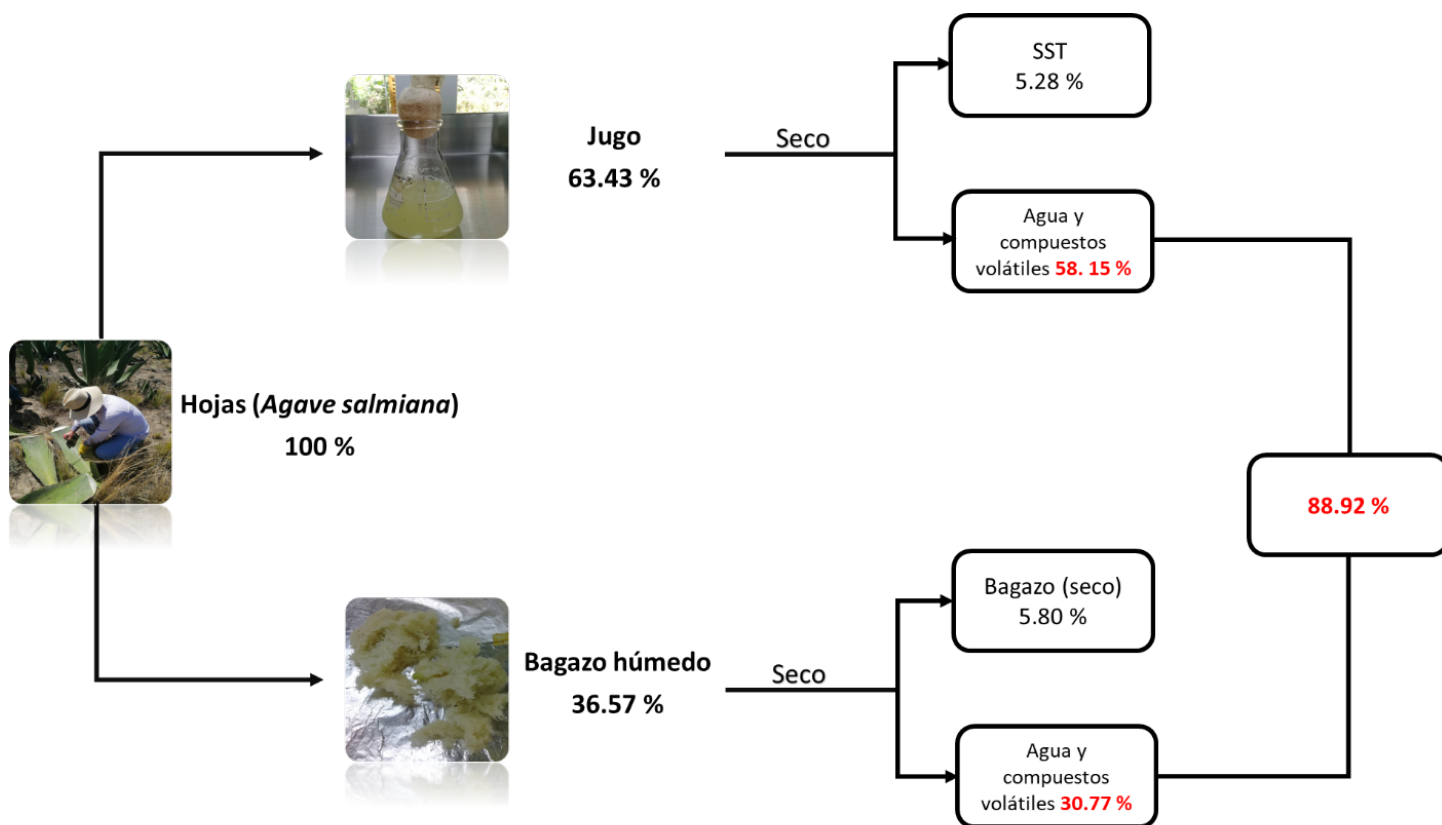 Hojas (Agave salmiana)
100 %
Jugo
63.43 %
Seco
SST
5.28 %
Agua y
compuestos
volátiles 58. 15 %
Bagazo húmedo
36.57 %
Seco
Bagazo (seco)
5.80 %
Agua y
compuestos
volátiles 30.77 %
88.92 %